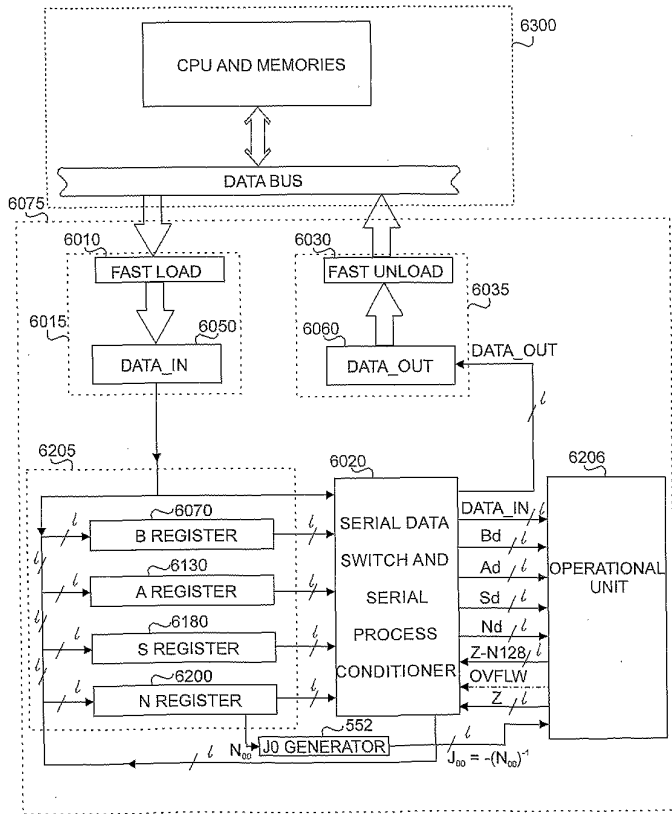 6300
CPU AND MEMORIES
DATA BUS
6075
6010
FAST LOAD
6030
FAST UNLOAD
6015
6035
6050
DATA_IN
6060
DATA_OUT
DATA_OUT
l
6205
6020
6206
6070
B REGISTER
l
l
6130
A REGISTER
l
l
6180
S REGISTER
l
l
6200
N REGISTER
l
l
l
l
l
SERIAL DATA
SWITCH AND
SERIAL
PROCESS
CONDITIONER
DATA_IN l
Bd l
Ad l
Sd l
Nd l
Z-N128 l
OVFLW
Z l
OPERATIONAL
UNIT
552
N₀₀
J0 GENERATOR
l
J₀₀ = -(N₀₀)⁻¹
l